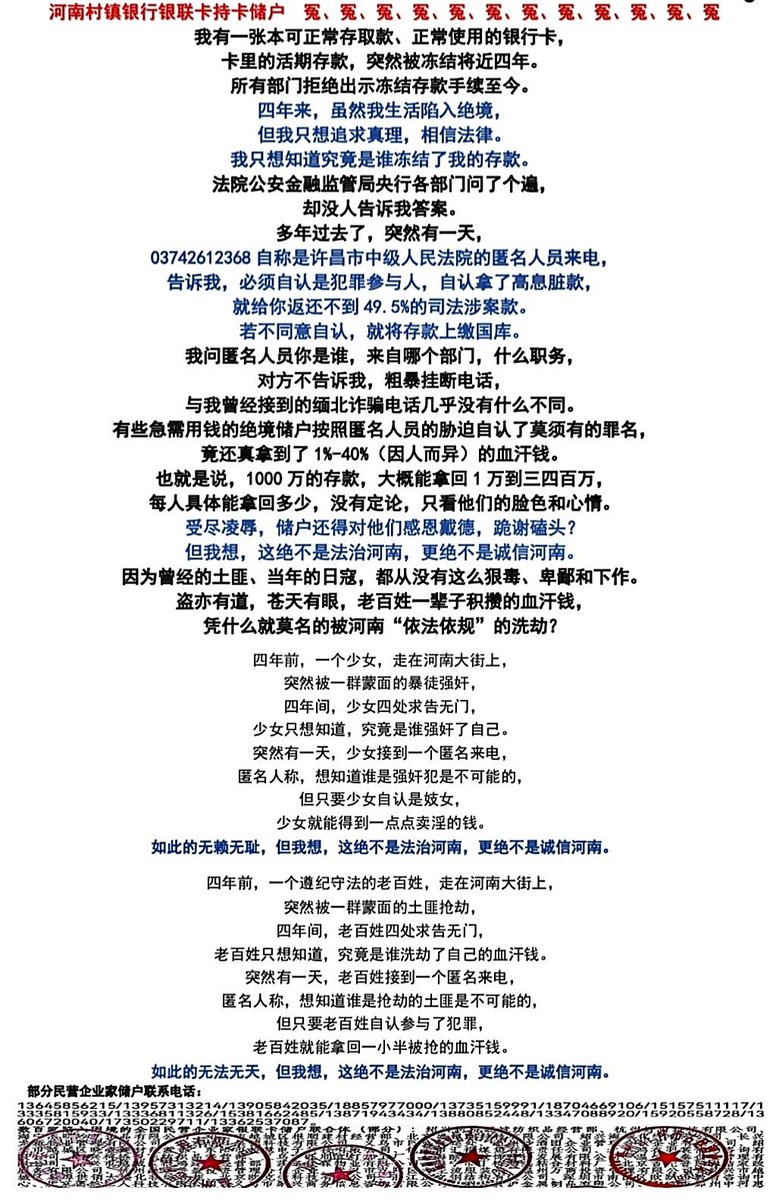 河南村镇银行银联卡持卡储户 冤、冤、冤、冤、冤、冤、冤、冤、冤、冤、冤、冤
我有一张本可正常存取款、正常使用的银行卡，
卡里的活期存款，突然被冻结将近四年。
所有部门拒绝出示冻结存款手续至今。
四年来，虽然我生活陷入绝境，
但我只想追求真理，相信法律。
我只想知道究竟是谁冻结了我的存款。
法院公安金融监管局央行各部门问了个遍，
却没人告诉我答案。
多年过去了，突然有一天，
03742612368自称是许昌市中级人民法院的匿名人员来电，
告诉我，必须自认是犯罪参与人，自认拿了高息脏款，
就给你返还不到49.5%的司法涉案款。
若不同意自认，就将存款上缴国库。
我问匿名人员你是谁，来自哪个部门，什么职务，
对方不告诉我，粗暴挂断电话，
与我曾经接到的缅北诈骗电话几乎没有什么不同。
有些急需用钱的绝境储户按照匿名人员的胁迫自认了莫须有的罪名，
竟还真拿到了1%-40%（因人而异）的血汗钱。
也就是说，1000万的存款，大概能拿回1万到三四百万，
每人具体能拿回多少，没有定论，只看他们的脸色和心情。
受尽凌辱，储户还得对他们感恩戴德，跪谢磕头？
但我想，这绝不是法治河南，更绝不是诚信河南。
因为曾经的土匪、当年的日寇，都从没有这么狠毒、卑鄙和下作。
盗亦有道，苍天有眼，老百姓一辈子积攒的血汗钱，
凭什么就莫名的被河南“依法依规”的洗劫？
四年前，一个少女，走在河南大街上，
突然被一群蒙面的暴徒强奸，
四年间，少女四处求告无门，
少女只想知道，究竟是谁强奸了自己。
突然有一天，少女接到一个匿名来电，
匿名人称，想知道谁是强奸犯是不可能的，
但只要少女自认是妓女，
少女就能得到一点点卖淫的钱。
如此的无赖无耻，但我想，这绝不是法治河南，更绝不是诚信河南。
四年前，一个遵纪守法的老百姓，走在河南大街上，
突然被一群蒙面的土匪抢劫，
四年间，老百姓四处求告无门，
老百姓只想知道，究竟是谁洗劫了自己的血汗钱。
突然有一天，老百姓接到一个匿名来电，
匿名人称，想知道谁是抢劫的土匪是不可能的，
但只要老百姓自认参与了犯罪，
老百姓就能拿回一小半被抢的血汗钱。
如此的无法无天，但我想，这绝不是法治河南，更绝不是诚信河南。
部分民营企业家储户联系电话：